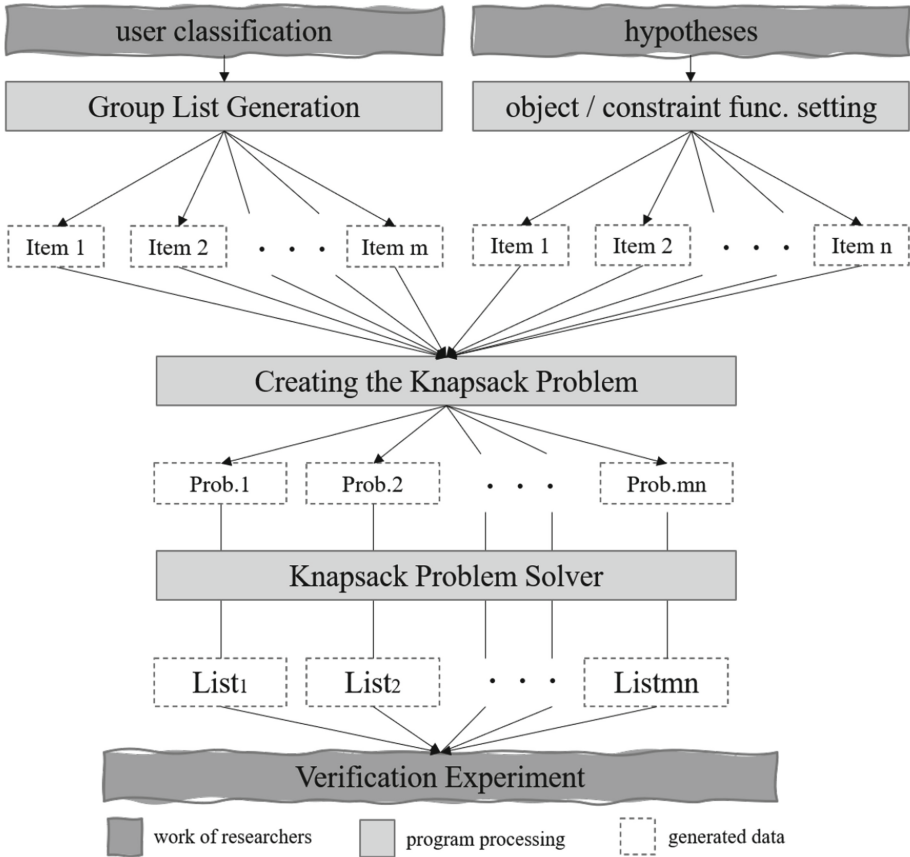 user classification
hypotheses
Group List Generation
object / constraint func. setting
Item 1
Item 2
. . .
Item m
Item 1
Item 2
. . .
Item n
Creating the Knapsack Problem
Prob.1
Prob.2
. . .
Prob.mn
Knapsack Problem Solver
List1
List2
. . .
Listmn
Verification Experiment
work of researchers
program processing
generated data